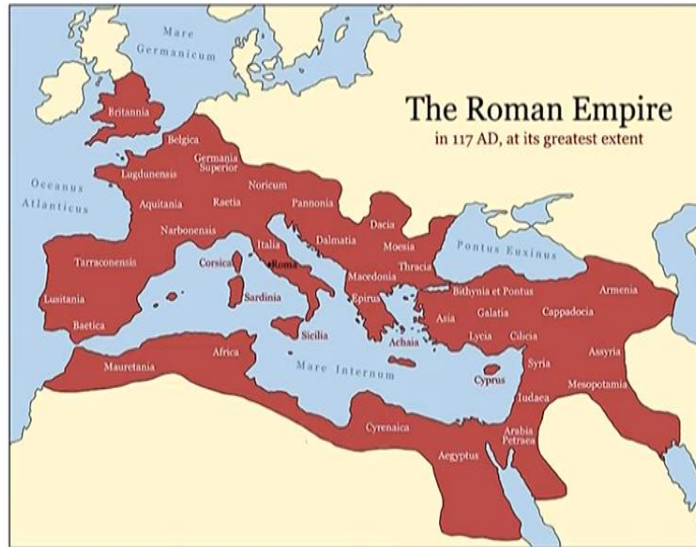 Mare
Germanicum
The Roman Empire
in 117 AD, at its greatest extent
Britannia
Belgica
Germania
Superior
Lugdunensis
Noricum
Oceanus
Atlanticus
Aquitania
Raetia
Pannonia
Dacia
Narbonensis
Italia
Dalmatia
Moesia
Pontus Euxinus
Tarraconensis
Corsica
Roma
Thracia
Macedonia
Armenia
Lusitania
Sardinia
Epirus
Bithynia et Pontus
Baetica
Asia
Galatia
Cappadocia
Sicilia
Achaia
Lycia
Cilicia
Mauretania
Africa
Mare Internum
Syria
Assyria
Cyprus
Mesopotamia
Iudaea
Cyrenaica
Arabia
Petraea
Aegyptus